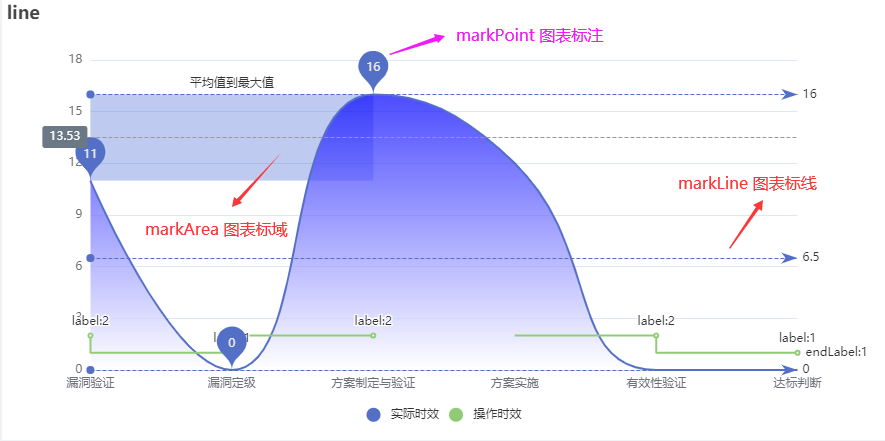 line
markPoint 图表标注
18
16
平均值到最大值
16
15
13.53
11
12
markLine 图表标线
9
markArea 图表标域
6
6.5
3
label:2
label:2
label:2
0
label:1
endLabel:1
0
0
漏洞验证
漏洞定级
方案制定与验证
方案实施
有效性验证
达标判断
实际时效
操作时效